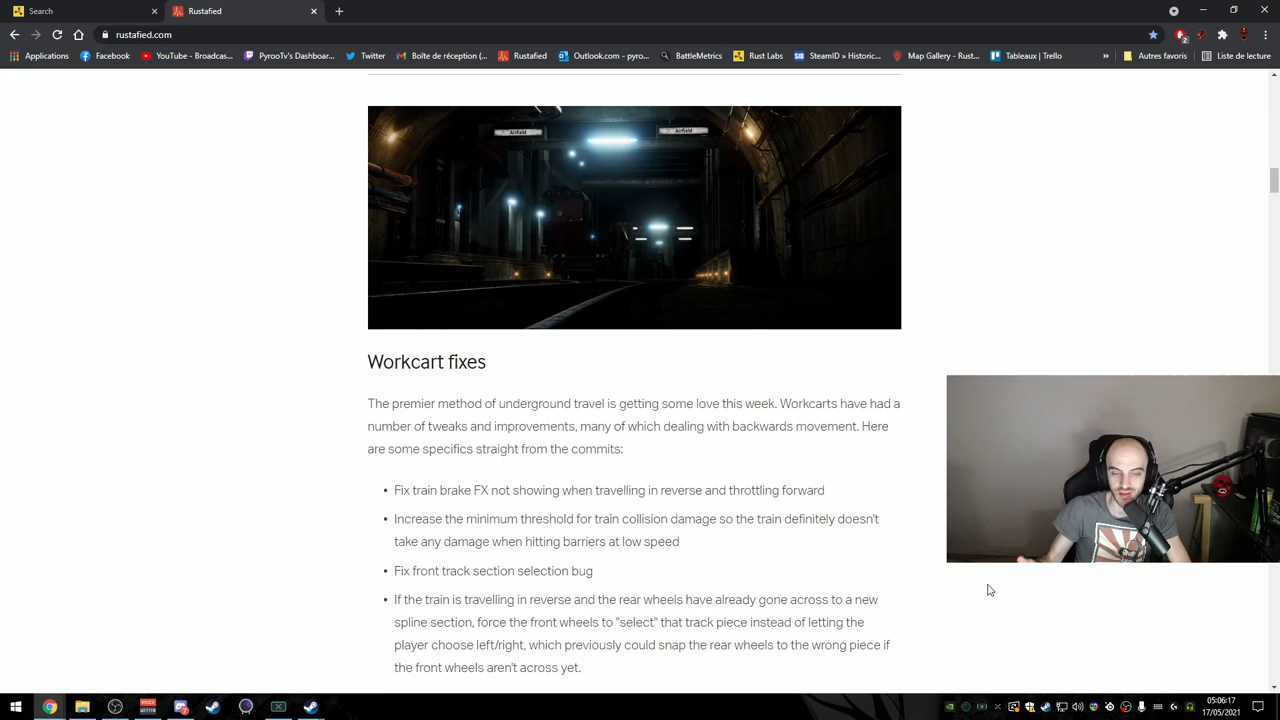 Search
Rustafied
rustafied.com
Applications
Facebook
YouTube - Broadcas...
PyrooTv's Dashboar...
Twitter
Boîte de réception (...
Rustafied
Outlook.com - pyro...
BattleMetrics
Rust Labs
SteamID » Historic...
Map Gallery - Rust...
Tableaux | Trello
Autres favoris
Liste de lecture
Airfield
Airfield
Workcart fixes
The premier method of underground travel is getting some love this week. Workcarts have had a
number of tweaks and improvements, many of which dealing with backwards movement. Here
are some specifics straight from the commits:
• Fix train brake FX not showing when travelling in reverse and throttling forward
• Increase the minimum threshold for train collision damage so the train definitely doesn't
take any damage when hitting barriers at low speed
• Fix front track section selection bug
• If the train is travelling in reverse and the rear wheels have already gone across to a new
spline section, force the front wheels to "select" that track piece instead of letting the
player choose left/right, which previously could snap the rear wheels to the wrong piece if
the front wheels aren't across yet.
05:06:17
17/05/2021